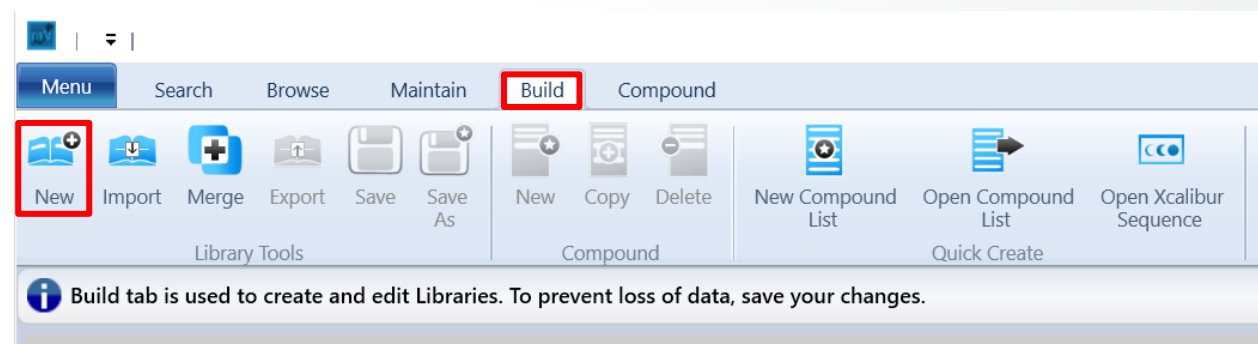 Menu Search Browse Maintain Build Compound
New Import Merge Export Save Save As New Copy Delete New Compound List Open Compound List Open Xcalibur Sequence
Library Tools Compound Quick Create
Build tab is used to create and edit Libraries. To prevent loss of data, save your changes.